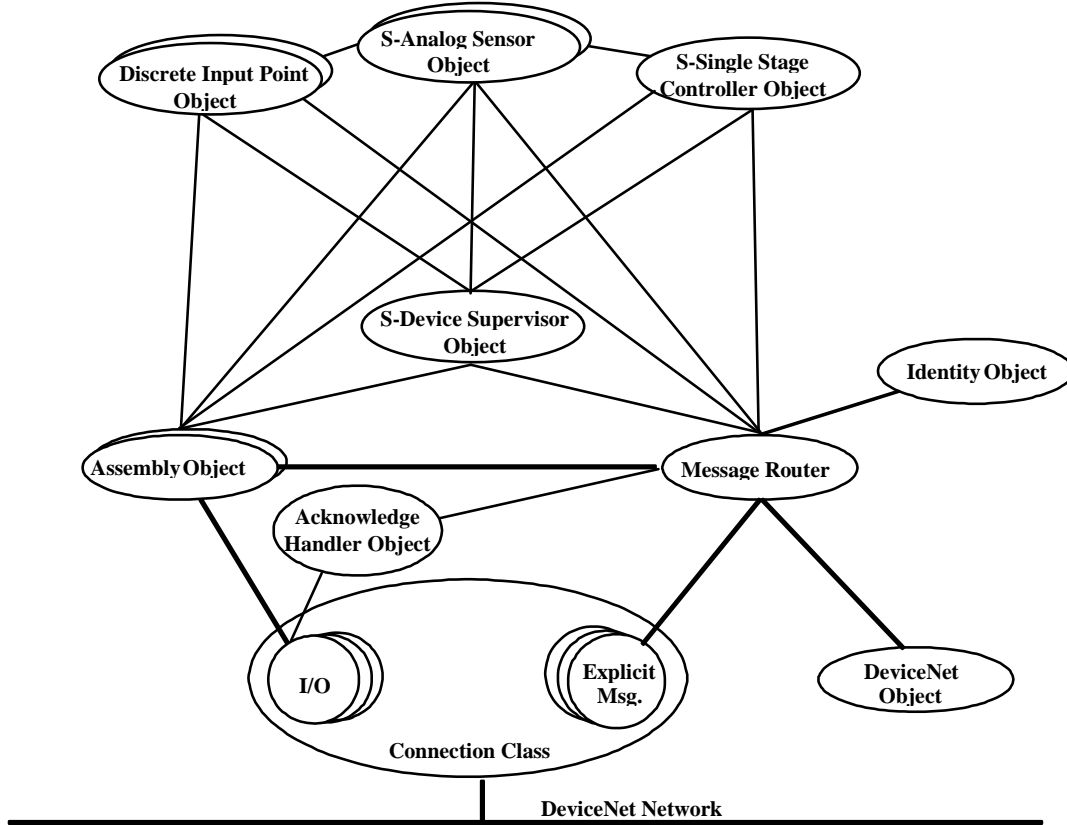 S-Analog Sensor
Object
Discrete Input Point
Object
S-Single Stage
Controller Object
S-Device Supervisor
Object
Identity Object
Assembly Object
Message Router
Acknowledge
Handler Object
I/O
Explicit
Msg.
DeviceNet
Object
Connection Class
DeviceNet Network